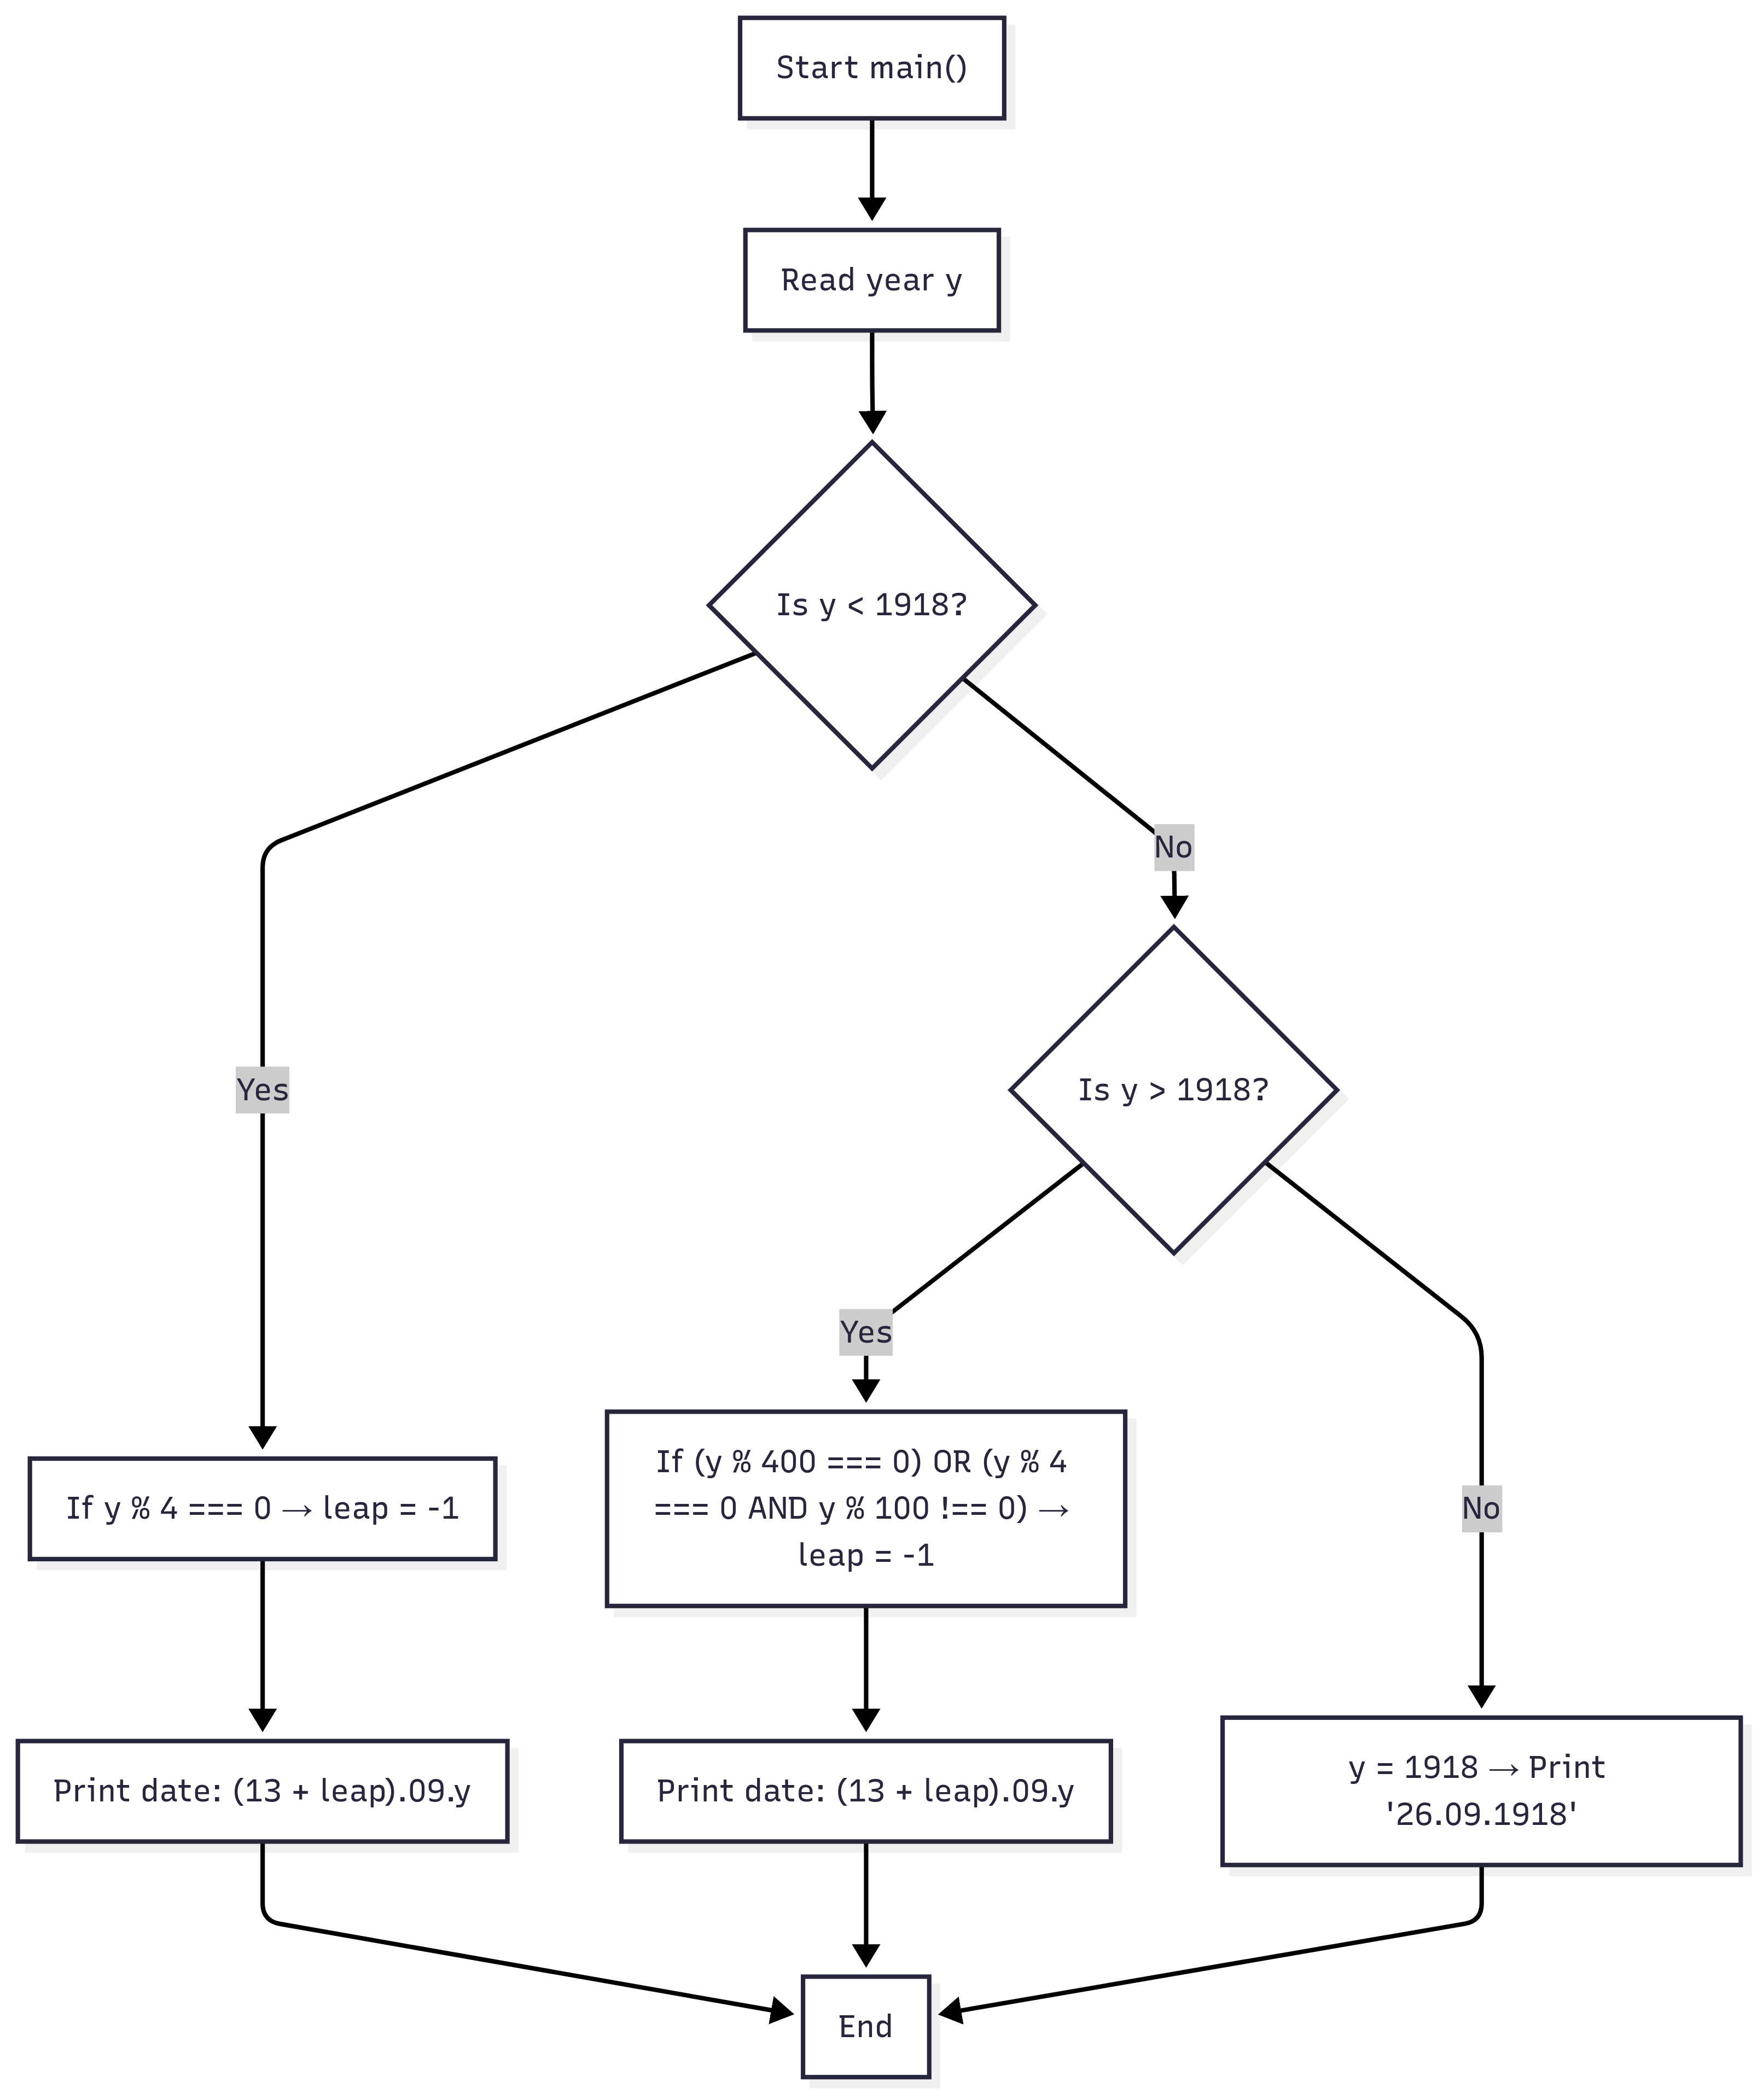 Start main()
Read year y
Is y < 1918?
No
Yes
Is y > 1918?
Yes
If (y % 400 === 0) OR (y % 4
=== 0 AND y % 100 !== 0) →
leap = -1
If y % 4 === 0 → leap = -1
No
Print date: (13 + leap).09.y
Print date: (13 + leap).09.y
y = 1918 → Print
'26.09.1918'
End